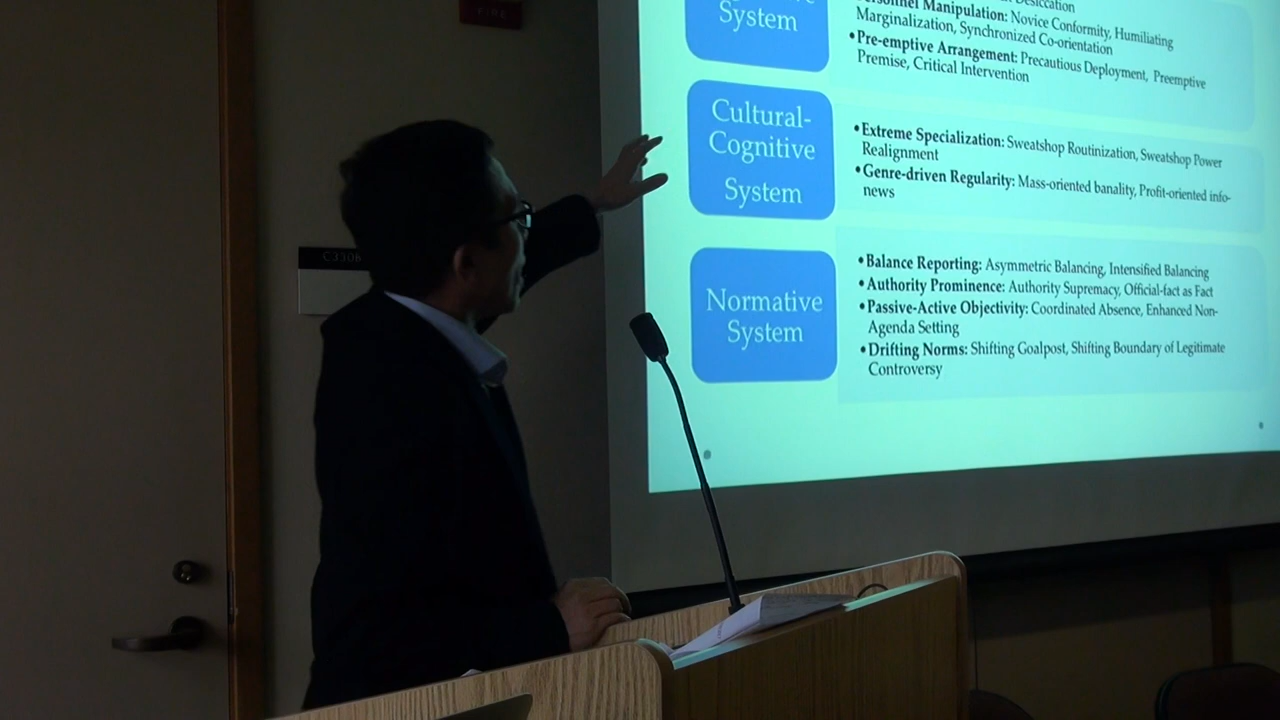 FIRE
System
Desiccation
Personnel Manipulation: Novice Conformity, Humiliating
Marginalization, Synchronized Co-orientation
•Pre-emptive Arrangement: Precautious Deployment, Preemptive
Premise, Critical Intervention
Cultural-
Cognitive
System
•Extreme Specialization: Sweatshop Routinization, Sweatshop Power
Realignment
•Genre-driven Regularity: Mass-oriented banality, Profit-oriented info-
news
C3306
Normative
System
•Balance Reporting: Asymmetric Balancing, Intensified Balancing
•Authority Prominence: Authority Supremacy, Official-fact as Fact
•Passive-Active Objectivity: Coordinated Absence, Enhanced Non-
Agenda Setting
•Drifting Norms: Shifting Goalpost, Shifting Boundary of Legitimate
Controversy